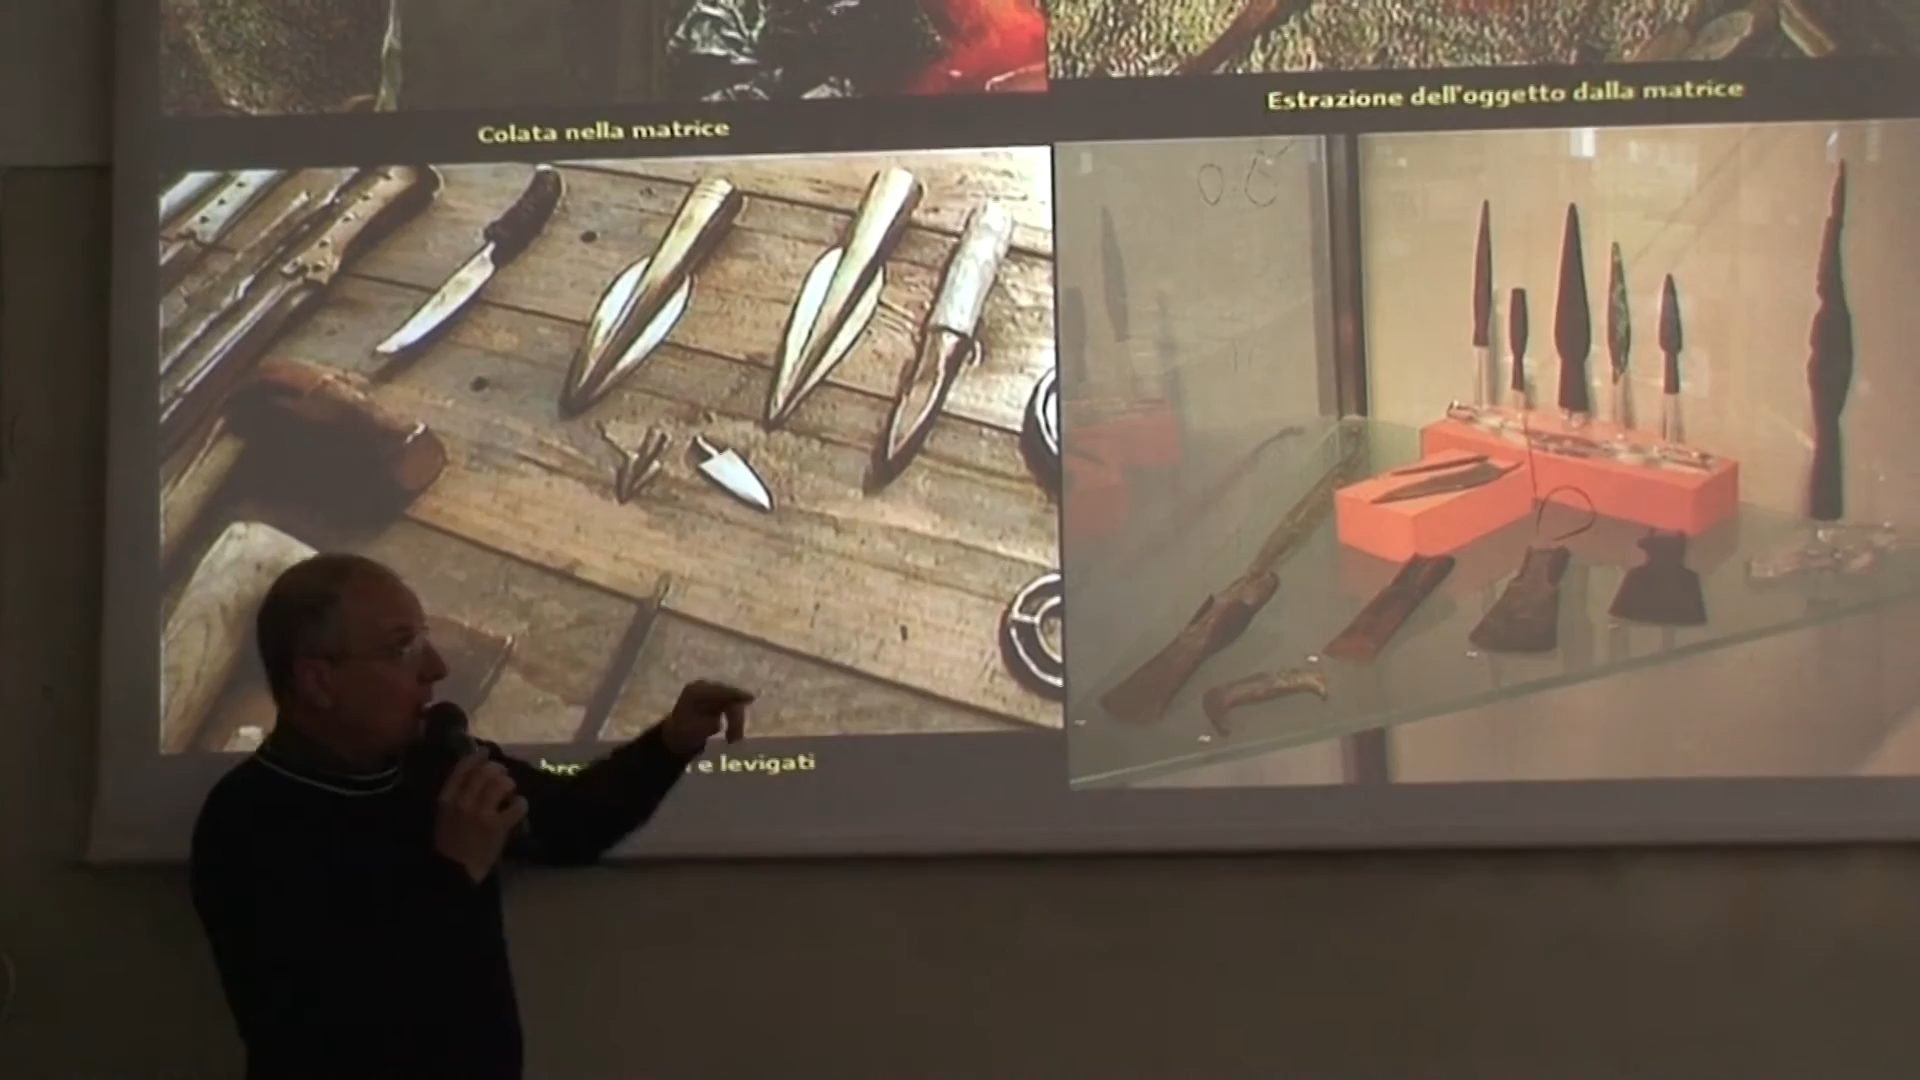 Colata nella matrice
Estrazione dell'oggetto dalla matrice
e levigati